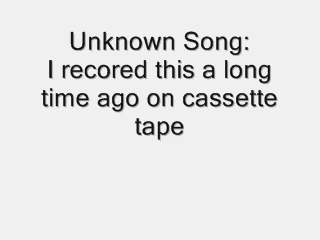 Unknown Song:
I recored this a long
time ago on cassette
tape